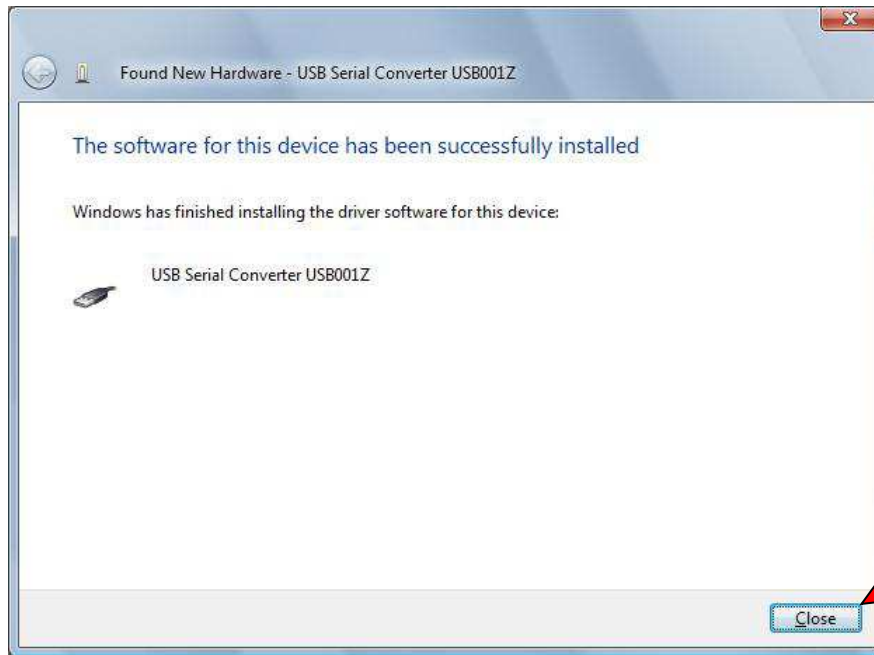 Found New Hardware - USB Serial Converter USB001Z
The software for this device has been successfully installed
Windows has finished installing the driver software for this device:
USB Serial Converter USB001Z
Close